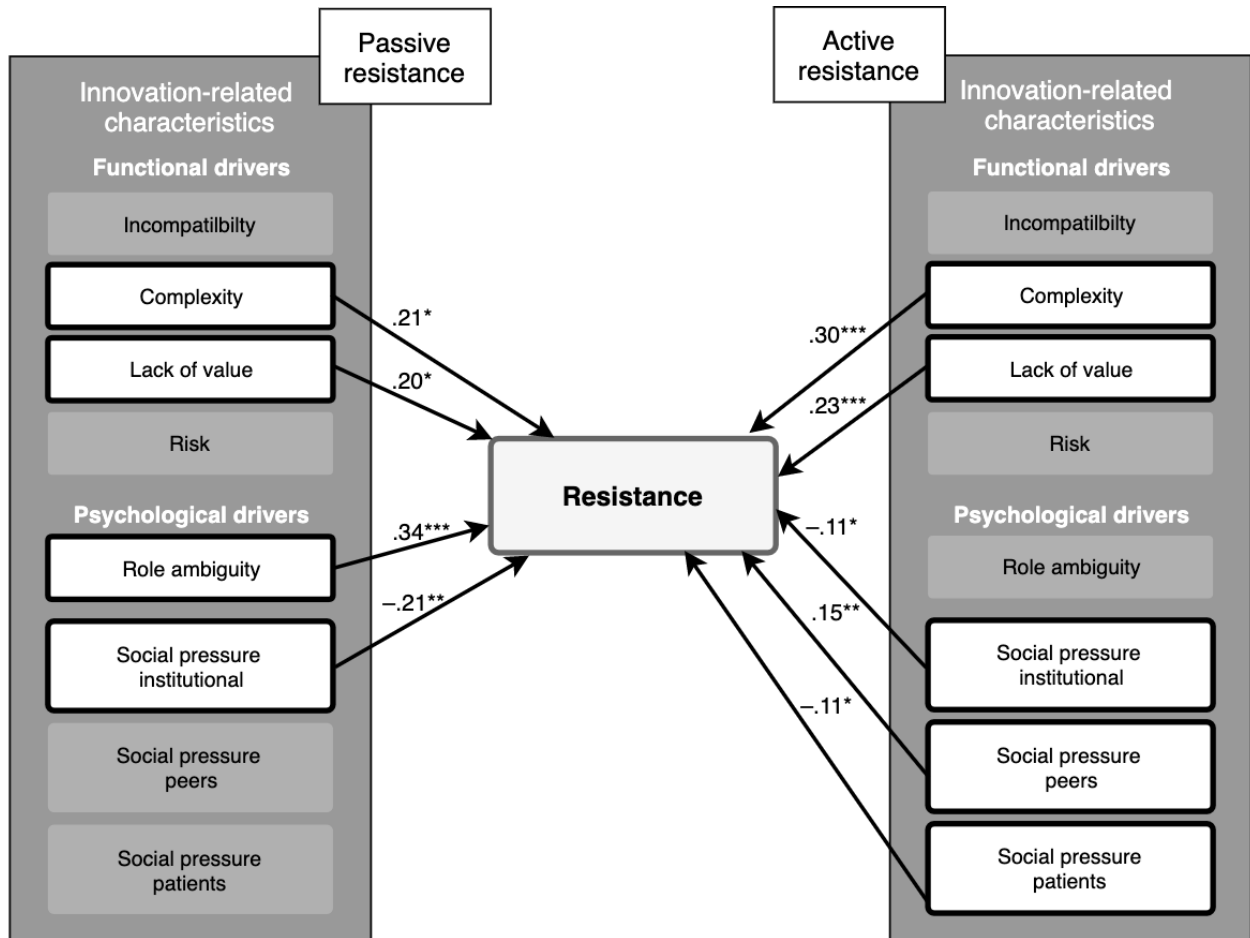 Passive
resistance
Innovation-related
characteristics
Functional drivers
Incompatilbilty
Complexity
Lack of value
Risk
Psychological drivers
Role ambiguity
Social pressure
institutional
Social pressure
peers
Social pressure
patients
.21*
.20*
.34***
–.21**
Resistance
Active
resistance
Innovation-related
characteristics
Functional drivers
Incompatilbilty
Complexity
Lack of value
Risk
Psychological drivers
Role ambiguity
Social pressure
institutional
Social pressure
peers
Social pressure
patients
.30***
.23***
–.11*
.15**
–.11*